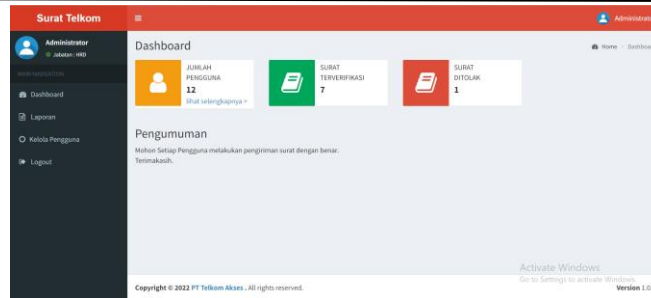 Surat Telkom
Administrator
Administrator
Jabatan : HRD
MAIN NAVIGATION
Dashboard
Laporan
Kelola Pengguna
Logout
Dashboard
Home > Dashboard
JUMLAH
PENGGUNA
12
lihat selengkapnya >
SURAT
TERVERIFIKASI
7
SURAT
DITOLAK
1
Pengumuman
Mohon Setiap Pengguna melakukan pengiriman surat dengan benar.
Terimakasih.
Activate Windows
Go to Settings to activate Windows.
Copyright © 2022 PT Telkom Akses . All rights reserved.
Version 1.0